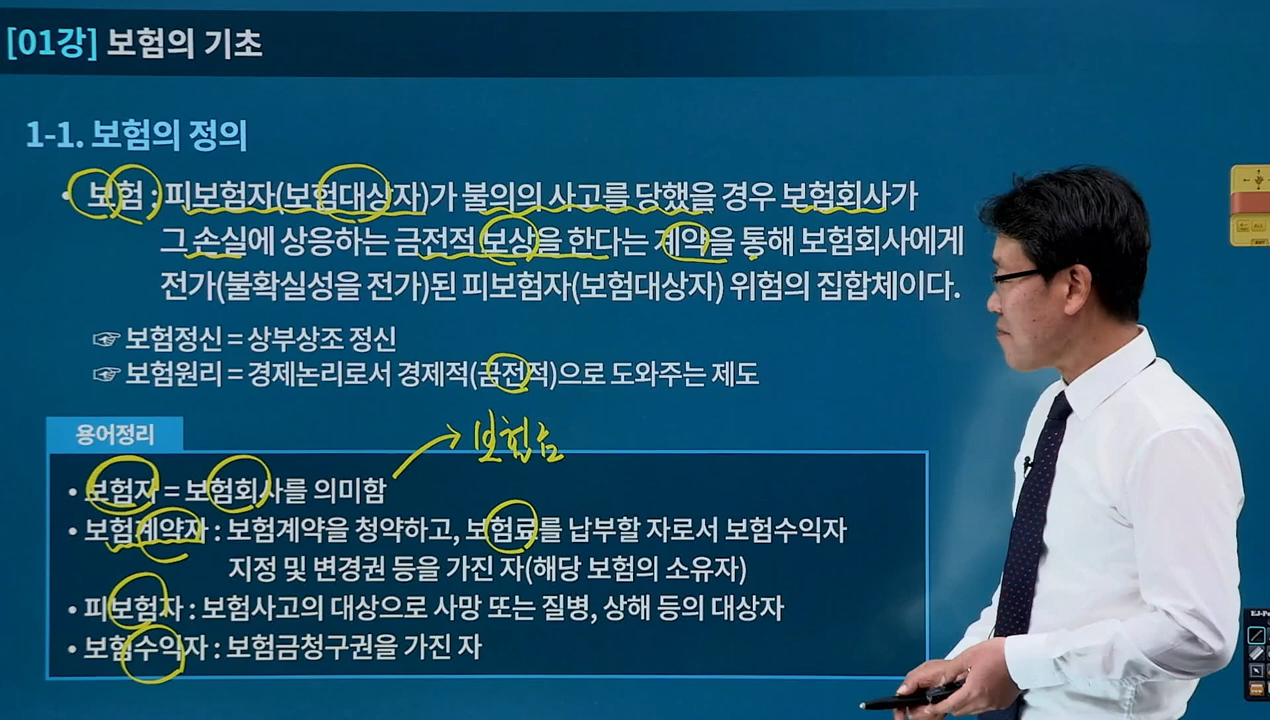 [01강] 보험의 기초
1-1. 보험의 정의
• 보험 : 피보험자(보험대상자)가 불의의 사고를 당했을 경우 보험회사가
그 손실에 상응하는 금전적 보상을 한다는 계약을 통해 보험회사에게
전가(불확실성을 전가)된 피보험자(보험대상자) 위험의 집합체이다.
☞ 보험정신 = 상부상조 정신
☞ 보험원리 = 경제논리로서 경제적(금전적)으로 도와주는 제도
보험금
용어정리
• 보험자 = 보험회사를 의미함
• 보험계약자 : 보험계약을 청약하고, 보험료를 납부할 자로서 보험수익자
지정 및 변경권 등을 가진 자(해당 보험의 소유자)
• 피보험자 : 보험사고의 대상으로 사망 또는 질병, 상해 등의 대상자
• 보험수익자 : 보험금청구권을 가진 자